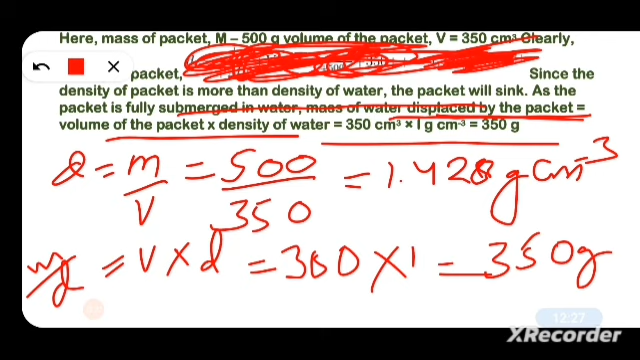 Here, mass of packet, M – 500 g volume of the packet, V = 350 cm³ Clearly,
packet, Since the
density of packet is more than density of water, the packet will sink. As the
packet is fully submerged in water, mass of water displaced by the packet =
volume of the packet x density of water = 350 cm³ × I g cm⁻³ = 350 g
d = m/V = 500/350 = 1.428 g cm⁻³
= V × d = 300 × 1 = 350g
12:27
XRecorder